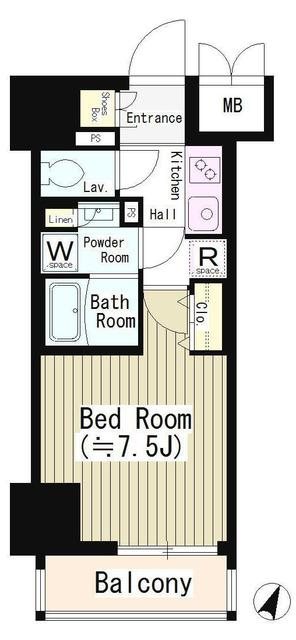 Shoes
Box
MB
Entrance
PS
Kitchen
Lav.
Linen
PS
Hall
W
space
Powder
Room
R
space
Bath
Room
Clo.
Bed Room
(≒7.5J)
Balcony